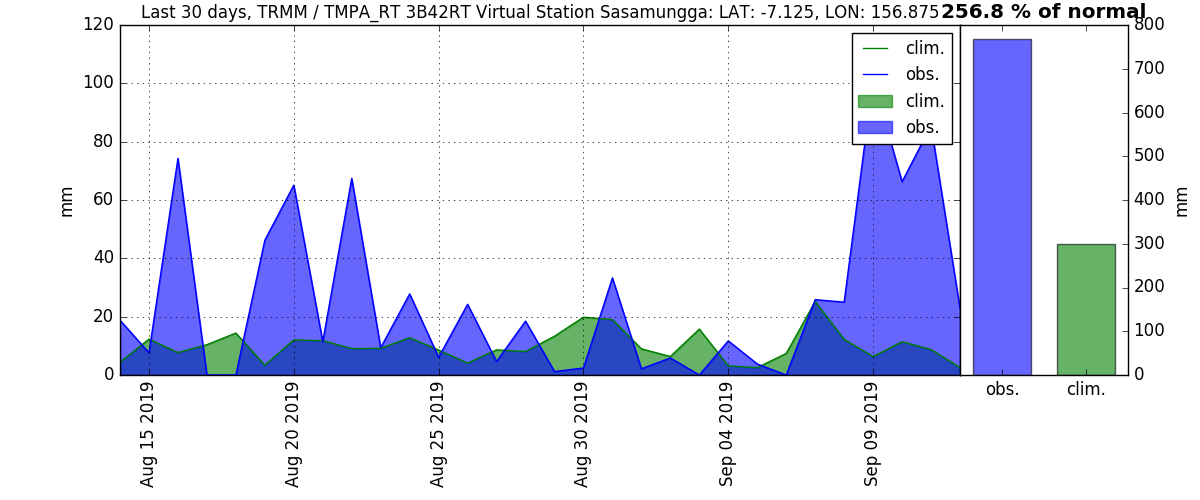 Last 30 days, TRMM / TMPA_RT 3B42RT Virtual Station Sasamungga: LAT: -7.125, LON: 156.875
256.8 % of normal
120
100
80
60
40
20
0
mm
clim.
obs.
clim.
obs.
Aug 15 2019
Aug 20 2019
Aug 25 2019
Aug 30 2019
Sep 04 2019
Sep 09 2019
800
700
600
500
400
300
200
100
0
mm
obs.
clim.